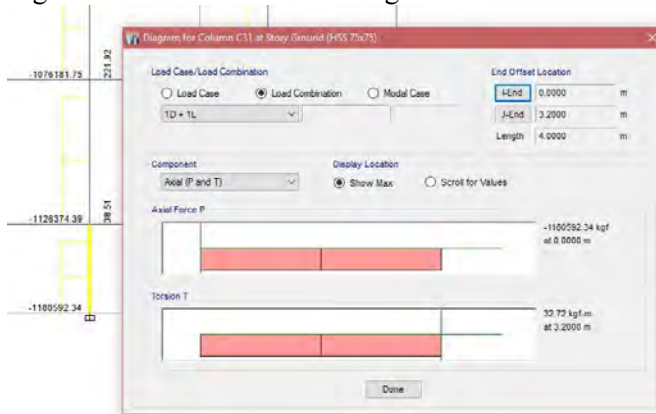 Diagram for Column C31 at Story Ground (HSS 75x75)
Load Case/Load Combination
End Offset Location
Load Case
Load Combination
Modal Case
I-End 0.0000 m
1D + 1L
J-End 3.2000 m
Length 4.0000 m
Component
Display Location
Axial (P and T)
Show Max
Scroll for Values
Axial Force P
-1180592.34 kgf
at 0.0000 m
Torsion T
32.72 kgf-m
at 3.2000 m
Done
-1076181.75
221.92
-1128374.39
38.51
-1180592.34